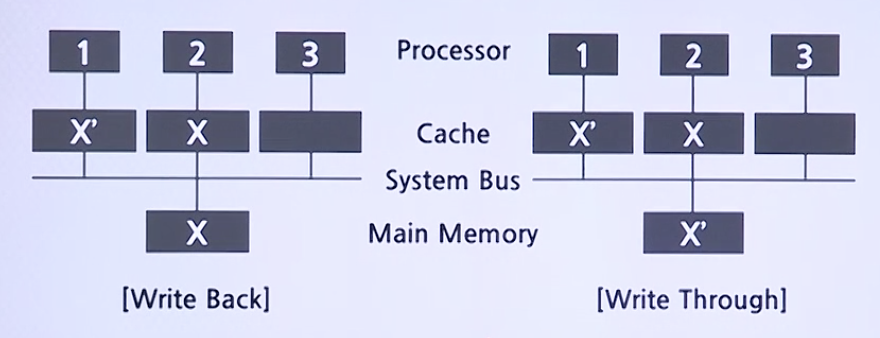 1 2 3 Processor 1 2 3
X’ X Cache X’ X
System Bus
X Main Memory X’
[Write Back] [Write Through]